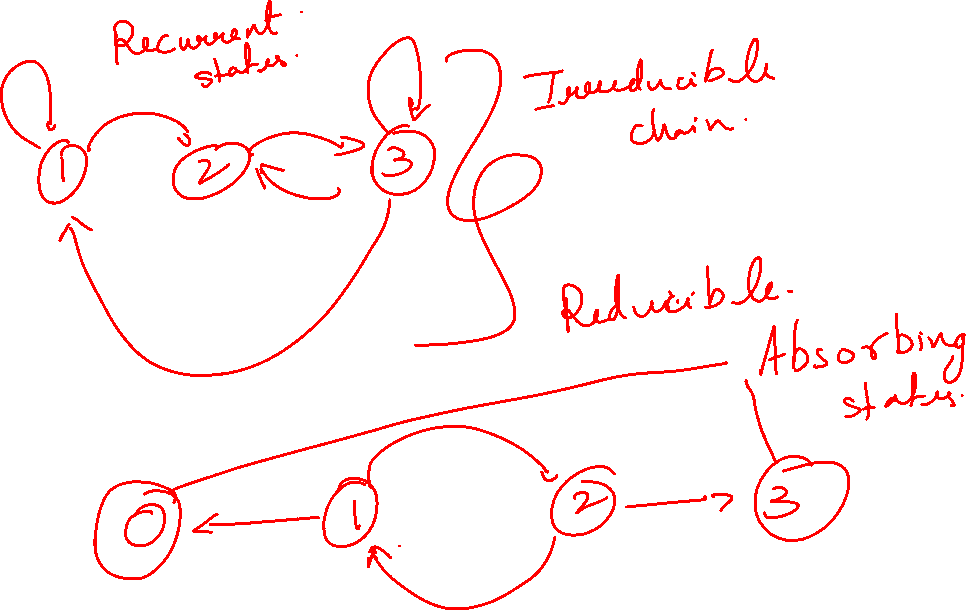 Recurrent
states.
Irreducible
chain.
1 2 3
Reducible.
Absorbing
states.
0 1 2 3